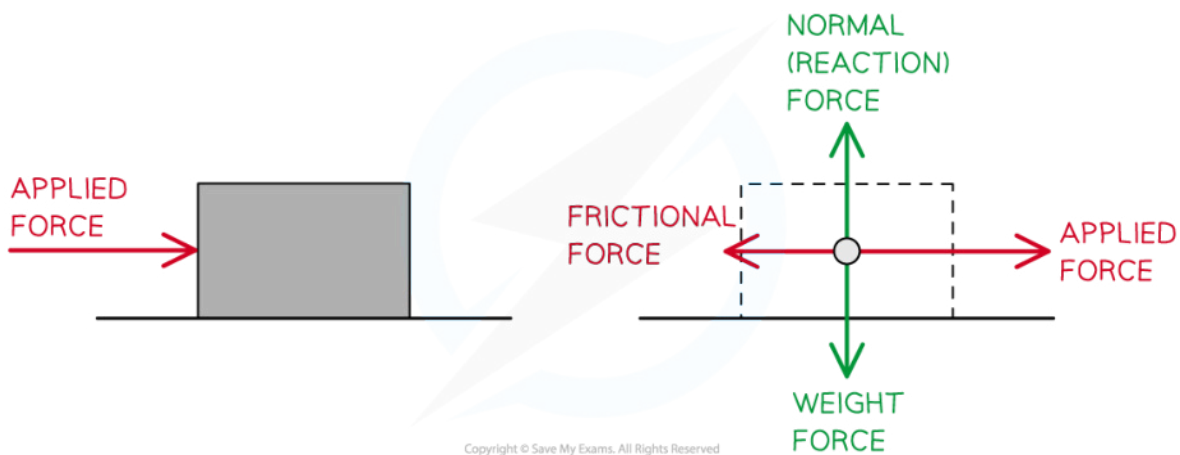 APPLIED
FORCE
NORMAL
(REACTION)
FORCE
FRICTIONAL
FORCE
APPLIED
FORCE
WEIGHT
FORCE
Copyright © Save My Exams. All Rights Reserved